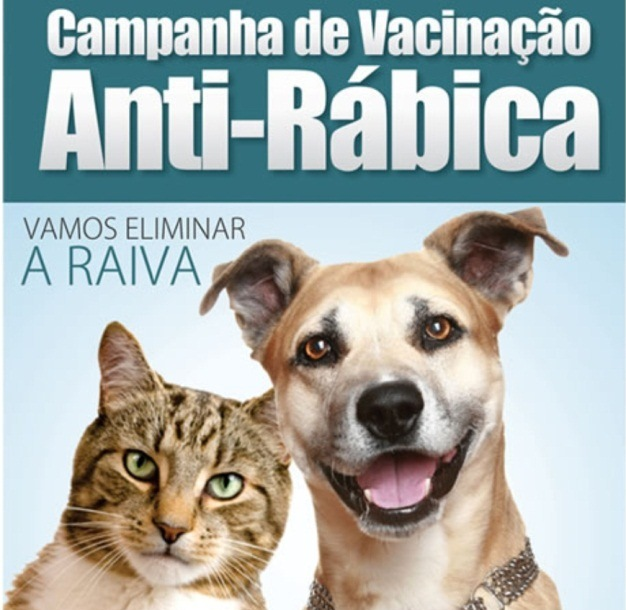 Campanha de Vacinação
Anti-Rábica
VAMOS ELIMINAR
A RAIVA